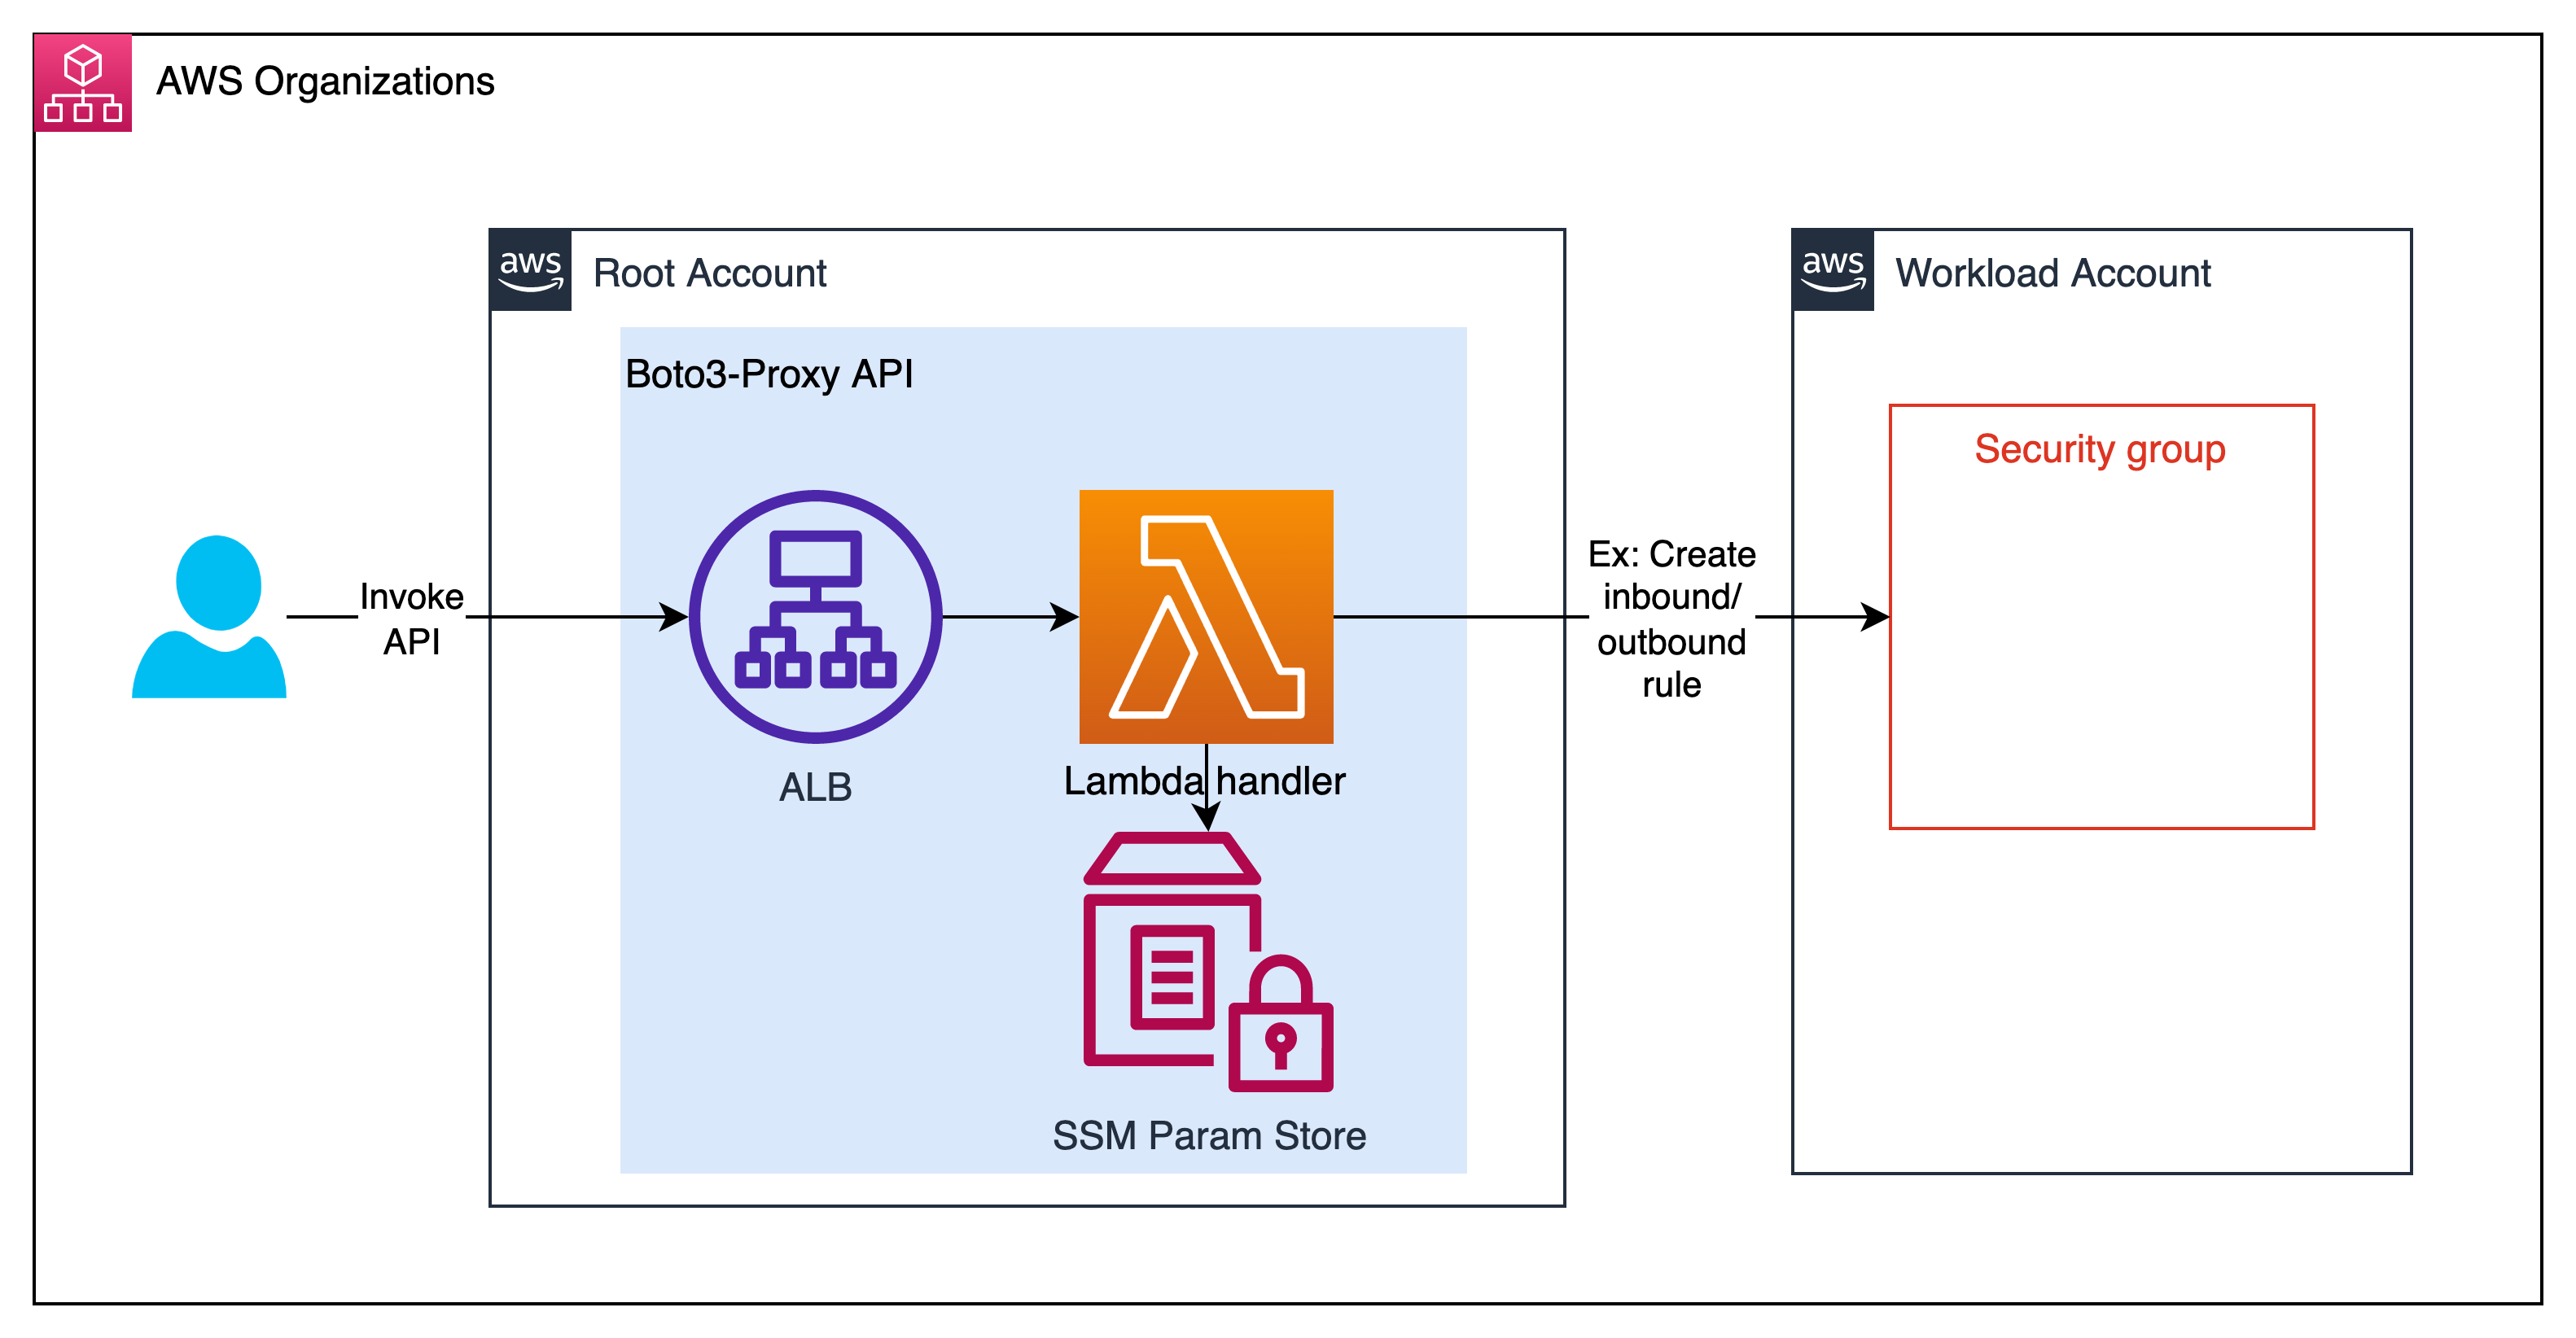 AWS Organizations
aws
Root Account
aws
Workload Account
Boto3-Proxy API
Security group
Invoke
API
Ex: Create
inbound/
outbound
rule
ALB
Lambda handler
SSM Param Store